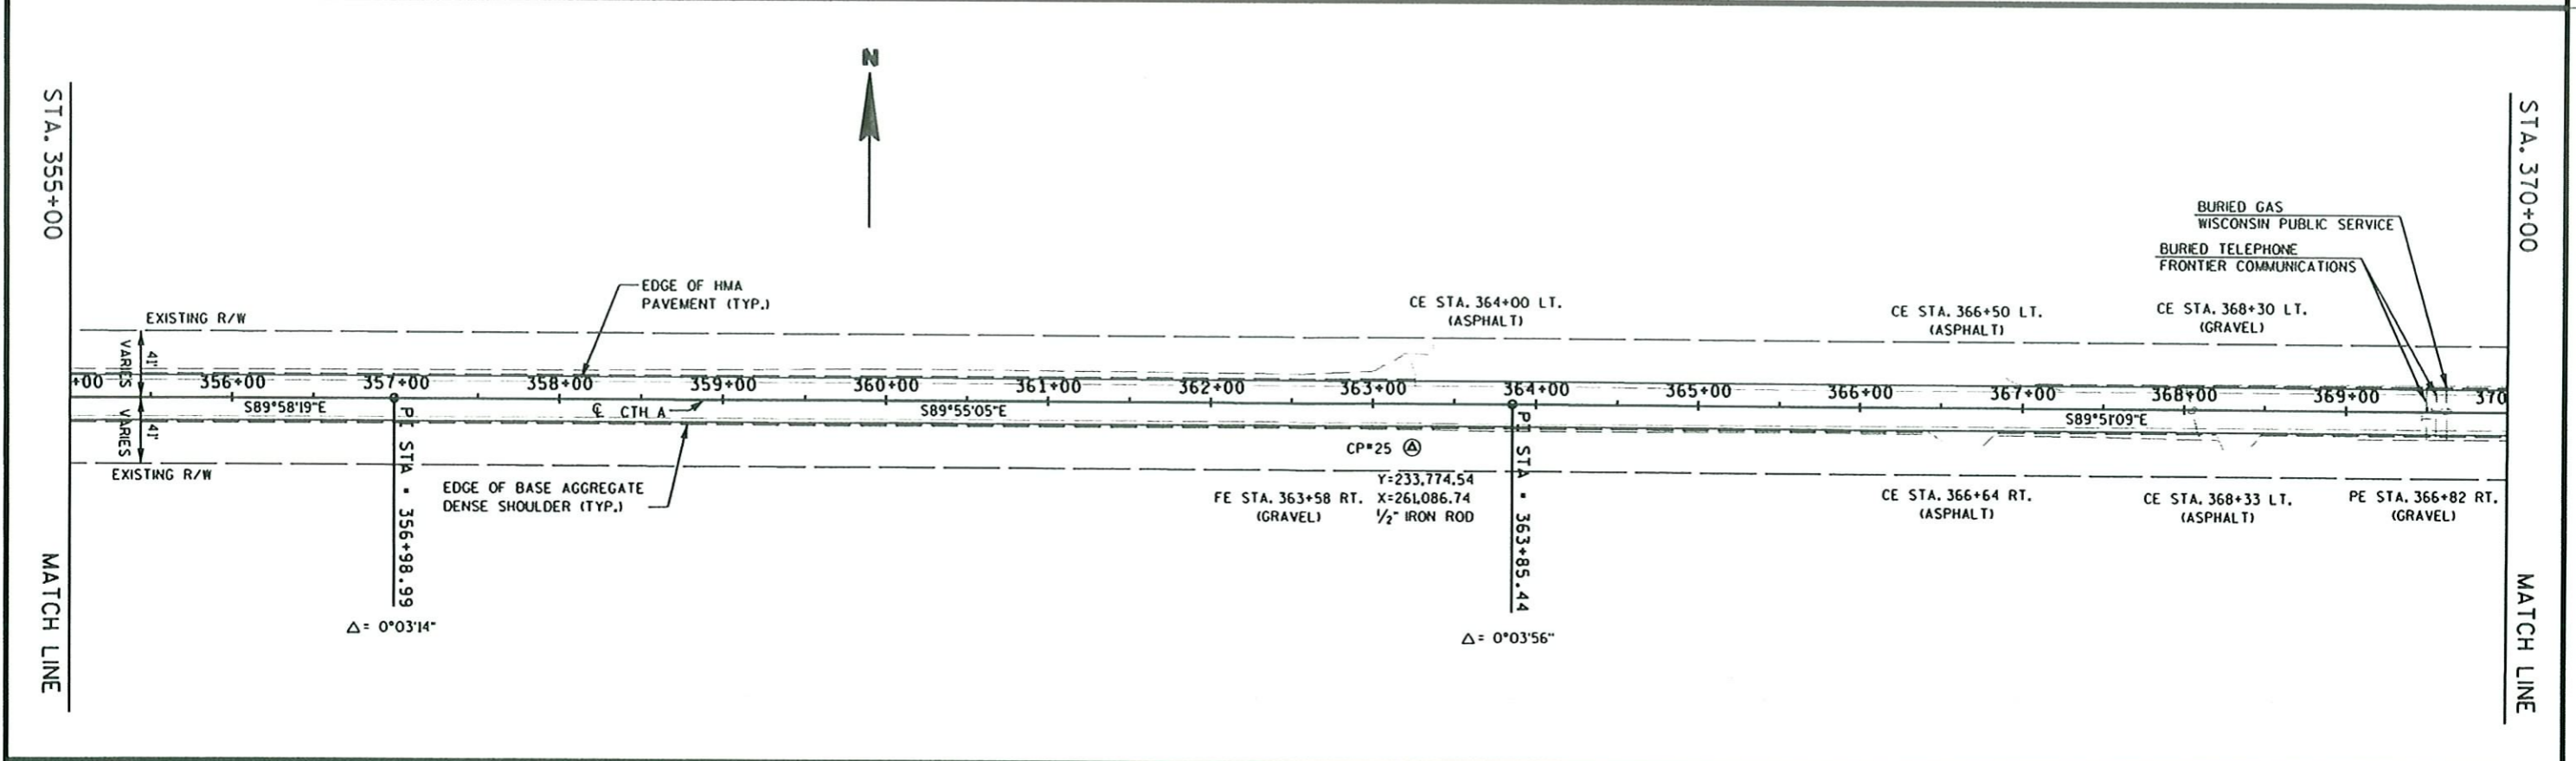 N
STA. 355+00
MATCH LINE
STA. 370+00
MATCH LINE
BURIED GAS
WISCONSIN PUBLIC SERVICE
BURIED TELEPHONE
FRONTIER COMMUNICATIONS
EDGE OF HMA
PAVEMENT (TYP.)
CE STA. 364+00 LT.
(ASPHALT)
CE STA. 366+50 LT.
(ASPHALT)
CE STA. 368+30 LT.
(GRAVEL)
EXISTING R/W
41'
VARIES
+00 356+00 357+00 358+00 359+00 360+00 361+00 362+00 363+00 364+00 365+00 366+00 367+00 368+00 369+00 370
S89°58'19"E
℄ CTH A
S89°55'05"E
S89°51'09"E
41'
VARIES
EXISTING R/W
PI STA = 356+98.99
Δ= 0°03'14"
EDGE OF BASE AGGREGATE
DENSE SHOULDER (TYP.)
CP#25
Y=233,774.54
X=261,086.74
1/2" IRON ROD
FE STA. 363+58 RT.
(GRAVEL)
PI STA = 363+85.44
Δ= 0°03'56"
CE STA. 366+64 RT.
(ASPHALT)
CE STA. 368+33 LT.
(ASPHALT)
PE STA. 366+82 RT.
(GRAVEL)